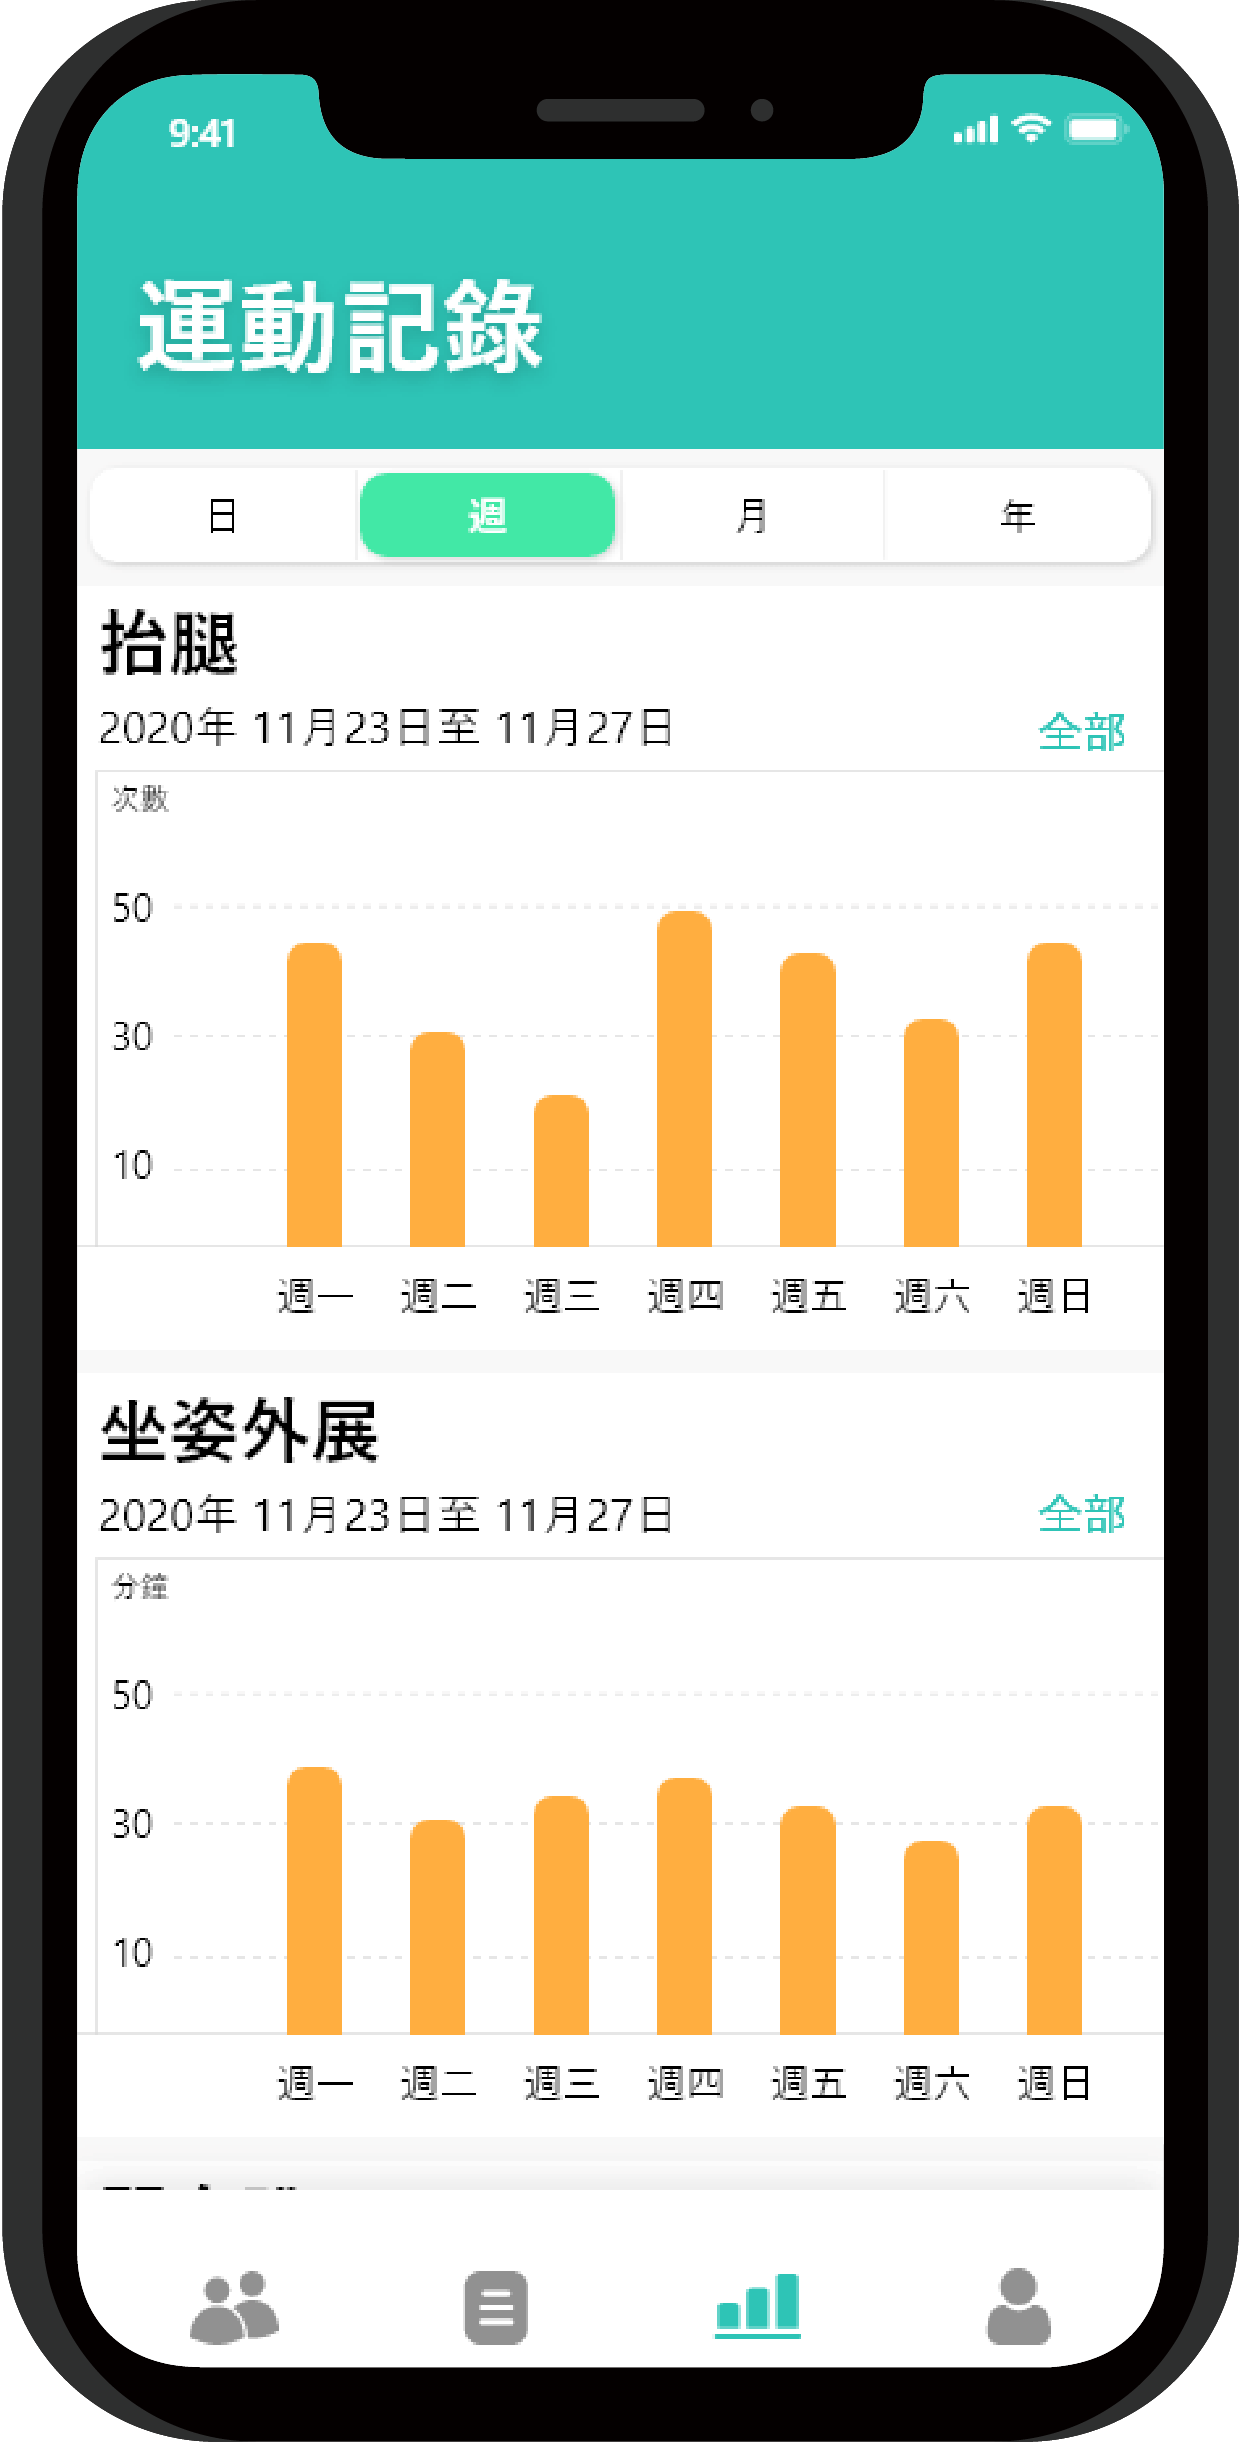 9:41
運動記錄
日 週 月 年
抬腿
2020年 11月23日至 11月27日 全部
次數
50
30
10
週一 週二 週三 週四 週五 週六 週日
坐姿外展
2020年 11月23日至 11月27日 全部
分鐘
50
30
10
週一 週二 週三 週四 週五 週六 週日